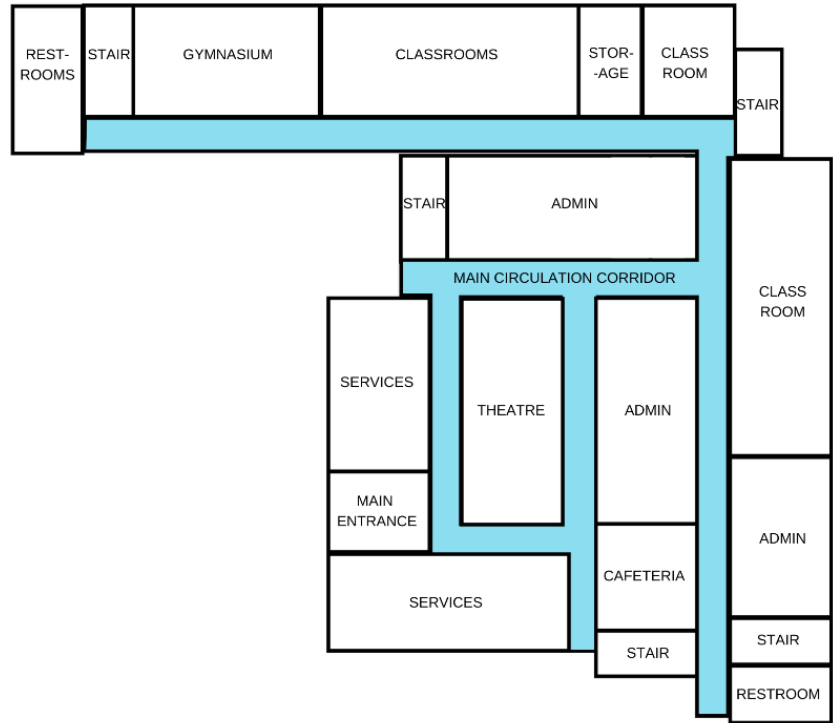 REST-
ROOMS
STAIR
GYMNASIUM
CLASSROOMS
STOR-
-AGE
CLASS
ROOM
STAIR
STAIR
ADMIN
MAIN CIRCULATION CORRIDOR
CLASS
ROOM
SERVICES
THEATRE
ADMIN
MAIN
ENTRANCE
ADMIN
CAFETERIA
SERVICES
STAIR
STAIR
RESTROOM